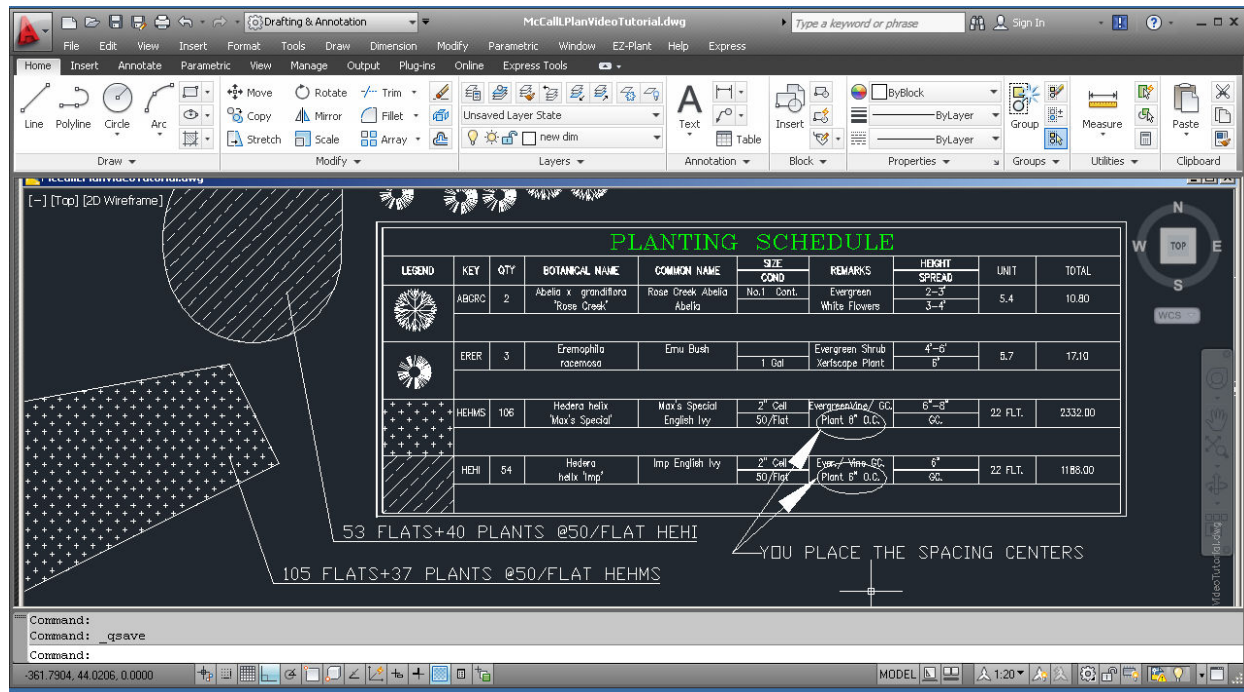 Drafting & Annotation
McCallLPlanVideoTutorial.dwg
Type a keyword or phrase
Sign In
File Edit View Insert Format Tools Draw Dimension Modify Parametric Window EZ-Plant Help Express
Home Insert Annotate Parametric View Manage Output Plug-ins Online Express Tools
Move Rotate Trim
Copy Mirror Fillet
Stretch Scale Array
Line Polyline Circle Arc
Unsaved Layer State
new dim
Text
Table
Insert
ByBlock
ByLayer
ByLayer
Group
Measure
Paste
Draw Modify Layers Annotation Block Properties Groups Utilities Clipboard
McCallLPlanVideoTutorial.dwg
[-] [Top] [2D Wireframe]
N
W TOP E
S
WCS
PLANTING SCHEDULE
LEGEND KEY QTY BOTANICAL NAME COMMON NAME SIZE REMARKS HEIGHT UNIT TOTAL
COND SPREAD
ABGRC 2 Abelia x grandiflora Rose Creek Abelia No.1 Cont. Evergreen 2-3' 5.4 10.80
'Rose Creek' Abelia White Flowers 3-4'
ERER 3 Eremophila Emu Bush Evergreen Shrub 4'-6' 5.7 17.10
racemosa 1 Gal Xeriscape Plant 6'
HEHMS 106 Hedera helix Max's Special 2" Cell EvergreenVine/ GC. 6"-8" 22 FLT. 2332.00
'Max's Special' English Ivy 50/Flat Plant 8" O.C. GC.
HEHI 54 Hedera Imp English Ivy 2" Cell Ever./ Vine GC. 6" 22 FLT. 1188.00
helix 'Imp' 50/Flat Plant 6" O.C. GC.
53 FLATS+40 PLANTS @50/FLAT HEHI
YOU PLACE THE SPACING CENTERS
105 FLATS+37 PLANTS @50/FLAT HEHMS
Command:
Command: _qsave
Command:
-361.7904, 44.0206, 0.0000
MODEL
1:20